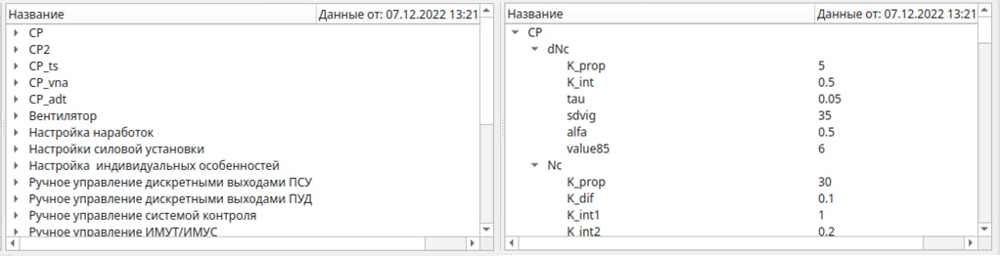 Название Данные от: 07.12.2022 13:21
CP
CP2
CP_ts
CP_vna
CP_adt
Вентилятор
Настройка наработок
Настройки силовой установки
Настройка  индивидуальных особенностей
Ручное управление дискретными выходами ПСУ
Ручное управление дискретными выходами ПУД
Ручное управление системой контроля
Ручное управление ИМУТ/ИМУС
Название Данные от: 07.12.2022 13:21
CP
dNc
K_prop 5
K_int 0.5
tau 0.05
sdvig 35
alfa 0.5
value85 6
Nc
K_prop 30
K_dif 0.1
K_int1 1
K_int2 0.2